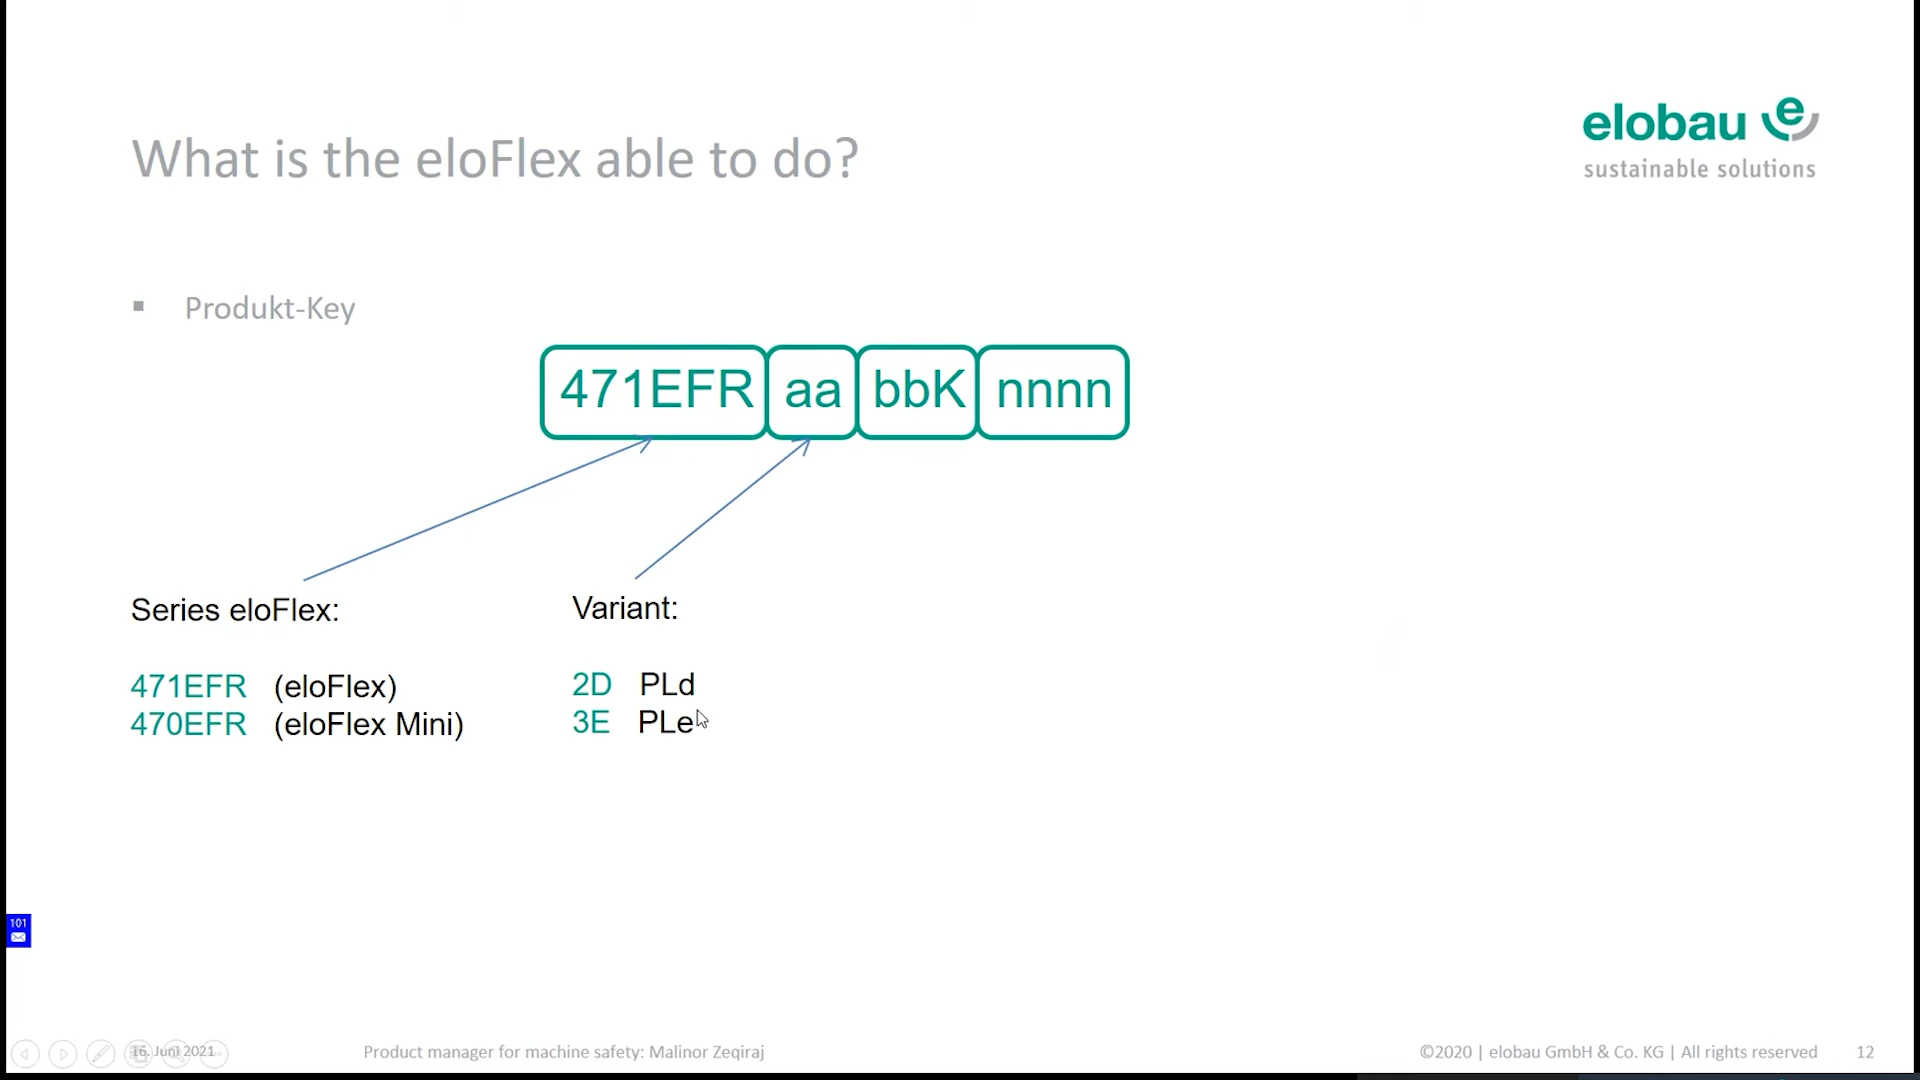 elobau e
sustainable solutions
What is the eloFlex able to do?
▪ Produkt-Key
471EFR aa bbK nnnn
Series eloFlex:
Variant:
471EFR (eloFlex)
470EFR (eloFlex Mini)
2D PLd
3E PLe
101
16. Juni 2021
Product manager for machine safety: Malinor Zeqiraj
©2020 | elobau GmbH & Co. KG | All rights reserved
12